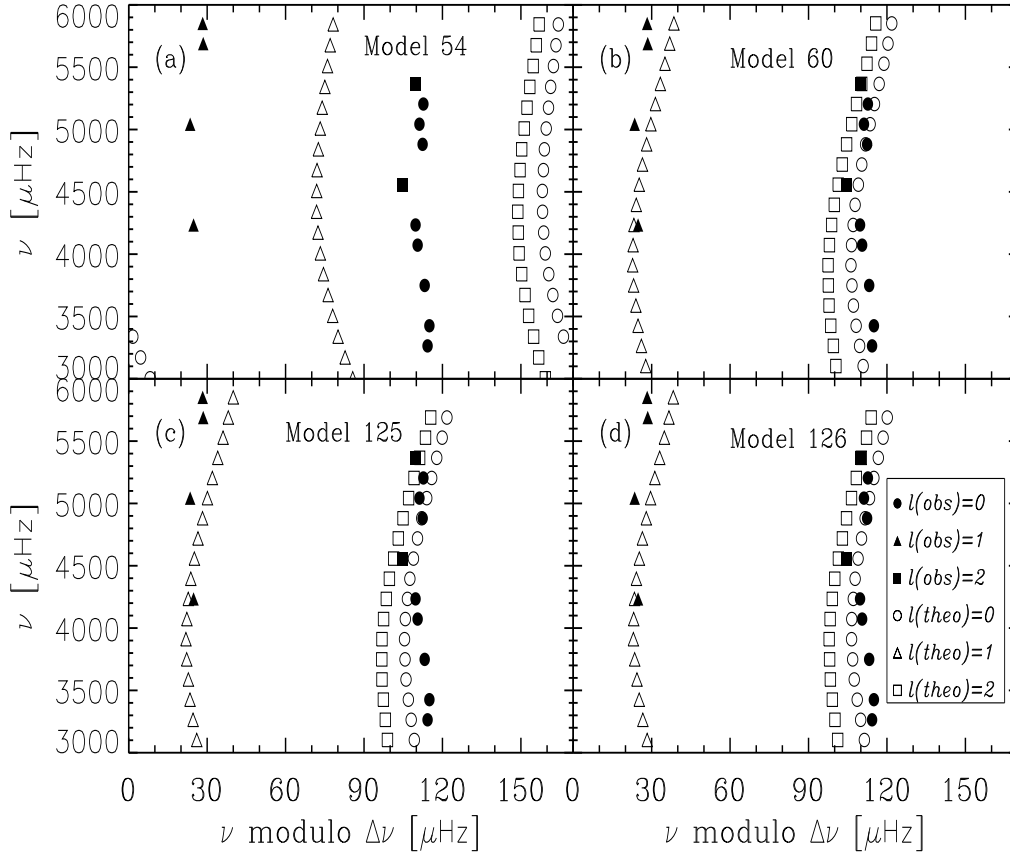 6000
5500
5000
4500
4000
3500
3000
ν [μHz]
(a)
Model 54
(b)
Model 60
6000
5500
5000
4500
4000
3500
3000
ν [μHz]
(c)
Model 125
(d)
Model 126
l(obs)=0
l(obs)=1
l(obs)=2
l(theo)=0
l(theo)=1
l(theo)=2
0 30 60 90 120 160 0 30 60 90 120 150
ν modulo Δν [μHz]
ν modulo Δν [μHz]